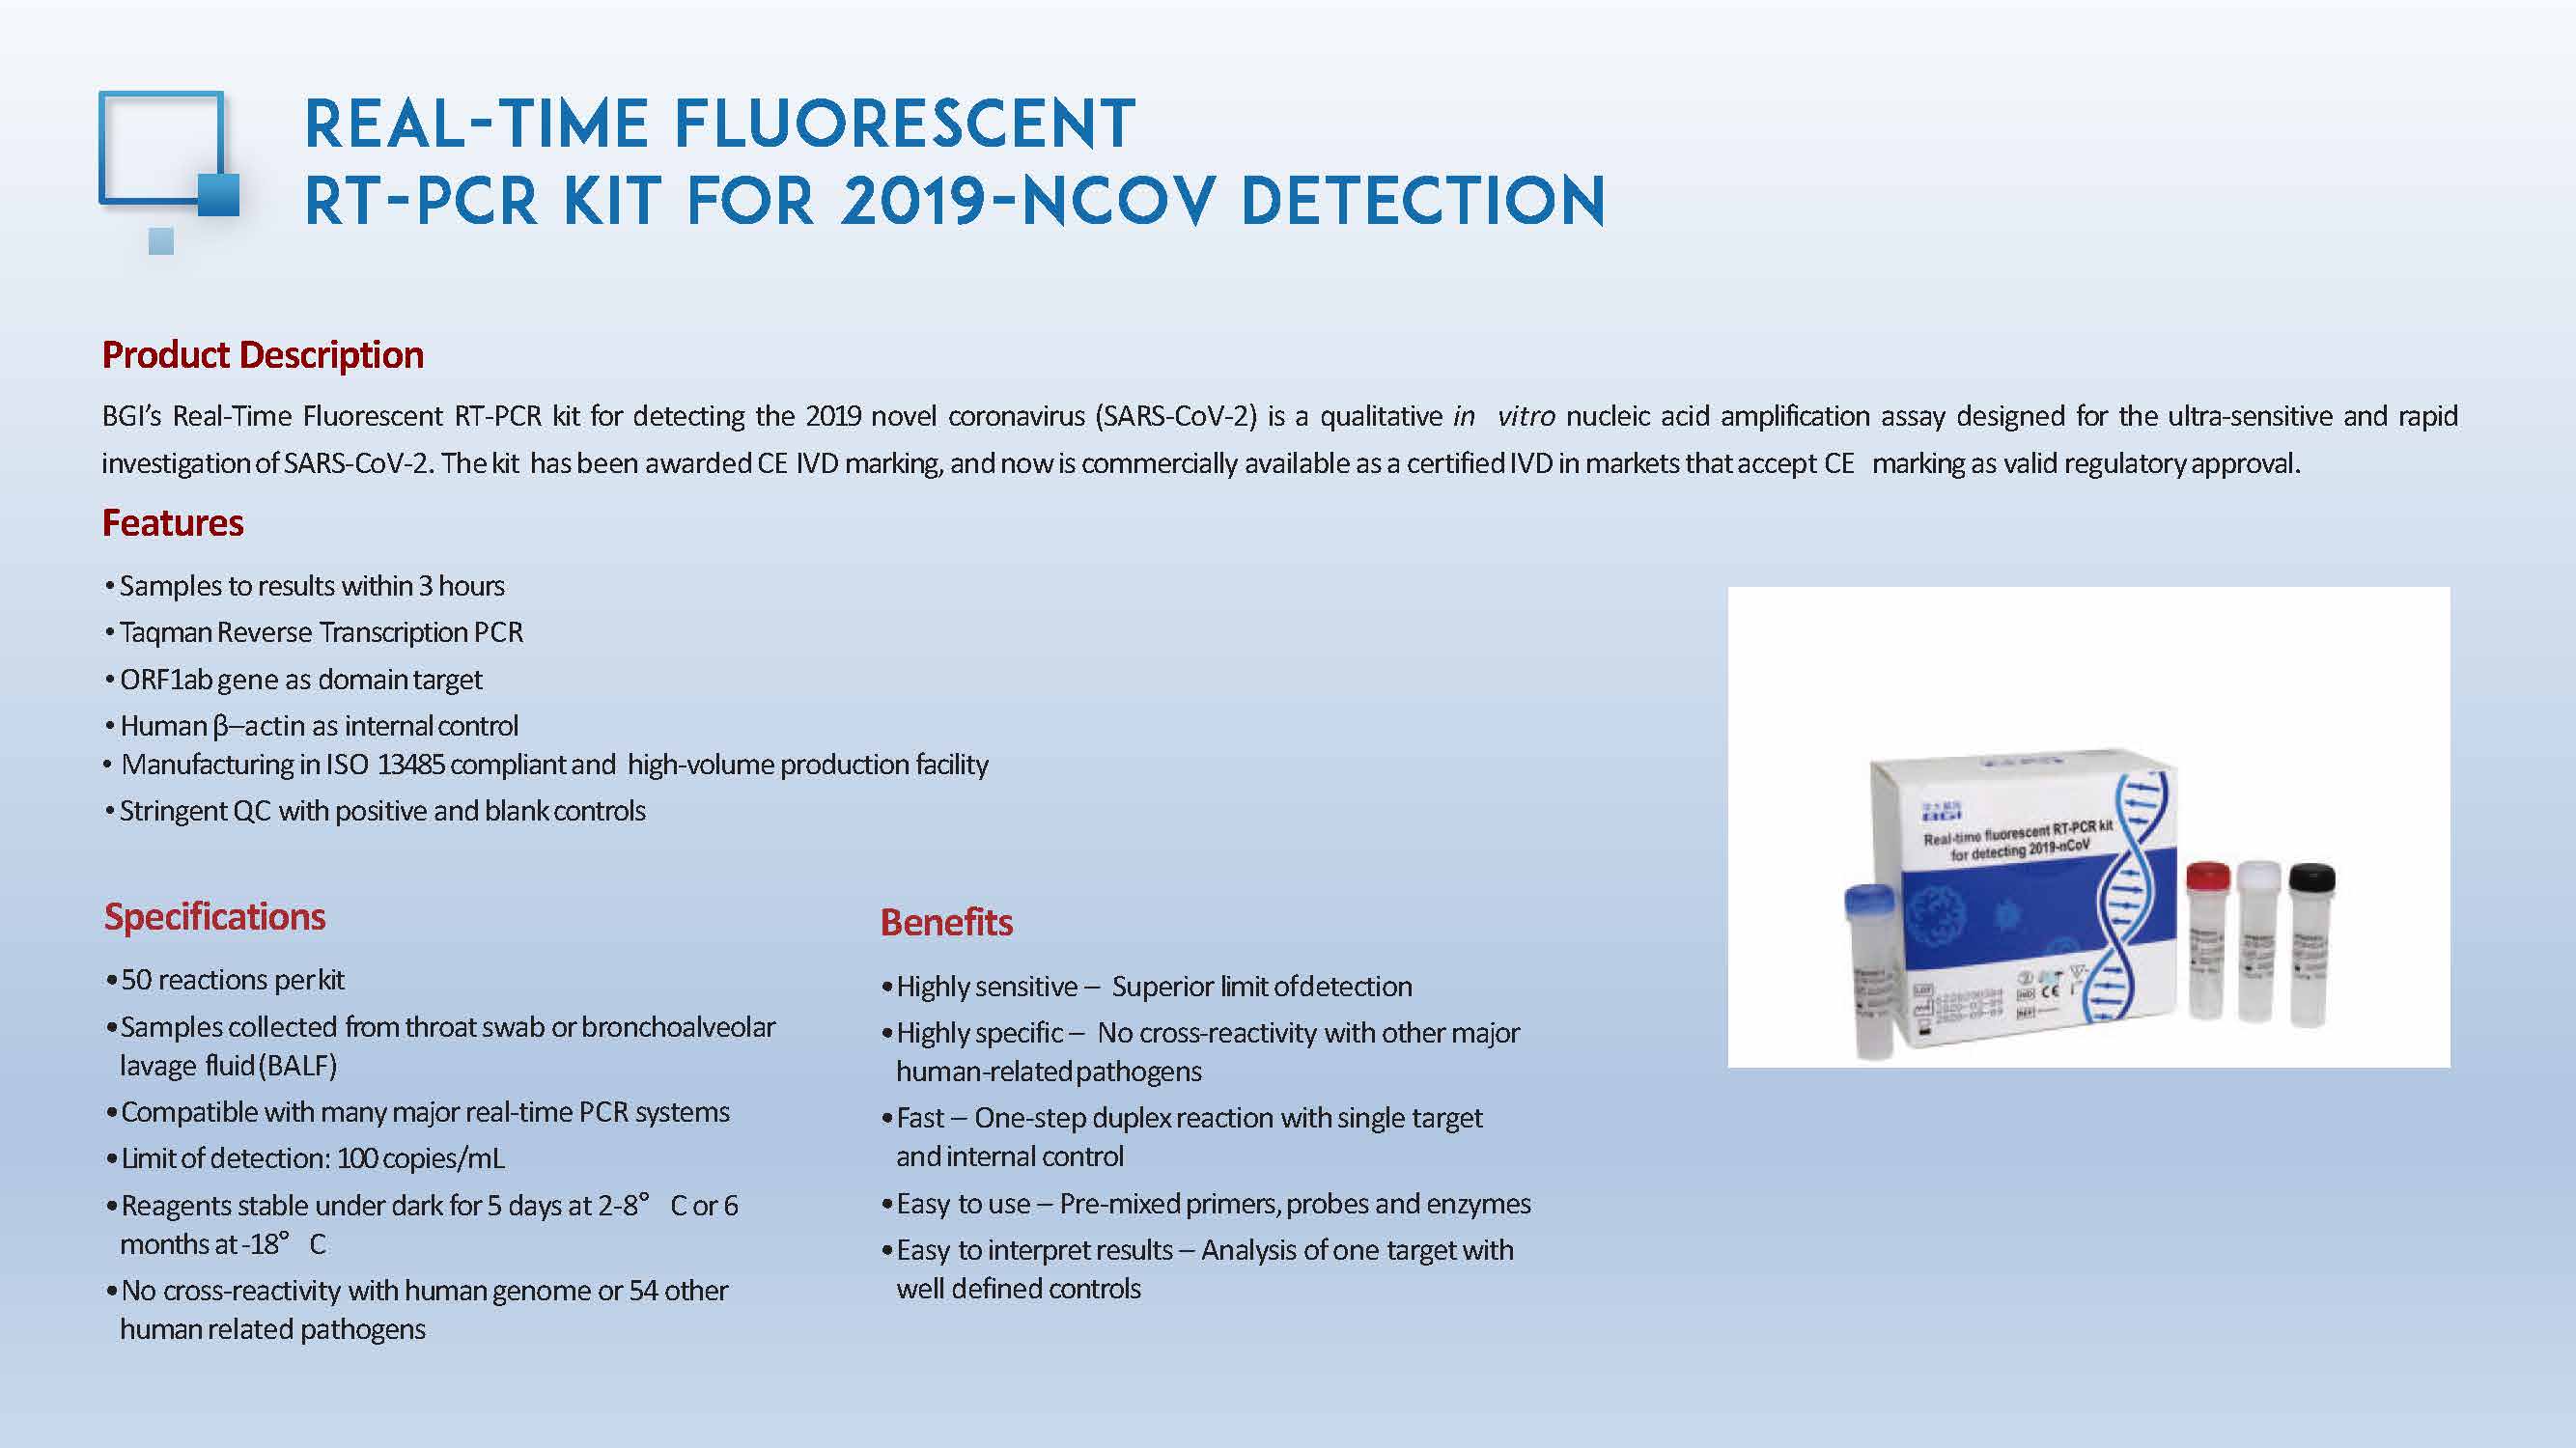 REAL-TIME FLUORESCENT
RT-PCR KIT FOR 2019-NCOV DETECTION
Product Description
BGI’s Real-Time Fluorescent RT-PCR kit for detecting the 2019 novel coronavirus (SARS-CoV-2) is a qualitative in vitro nucleic acid amplification assay designed for the ultra-sensitive and rapid
investigation of SARS-CoV-2. The kit has been awarded CE IVD marking, and now is commercially available as a certified IVD in markets that accept CE marking as valid regulatory approval.
Features
• Samples to results within 3 hours
• Taqman Reverse Transcription PCR
• ORF1ab gene as domain target
• Human β–actin as internal control
• Manufacturing in ISO 13485 compliant and high-volume production facility
• Stringent QC with positive and blank controls
Specifications
• 50 reactions per kit
• Samples collected from throat swab or bronchoalveolar
lavage fluid (BALF)
• Compatible with many major real-time PCR systems
• Limit of detection: 100 copies/mL
• Reagents stable under dark for 5 days at 2-8° C or 6
months at -18° C
• No cross-reactivity with human genome or 54 other
human related pathogens
Benefits
• Highly sensitive – Superior limit of detection
• Highly specific – No cross-reactivity with other major
human-related pathogens
• Fast – One-step duplex reaction with single target
and internal control
• Easy to use – Pre-mixed primers, probes and enzymes
• Easy to interpret results – Analysis of one target with
well defined controls
BGI
Real-time fluorescent RT-PCR kit
for detecting 2019-nCoV
LOT
IVD CE
REF